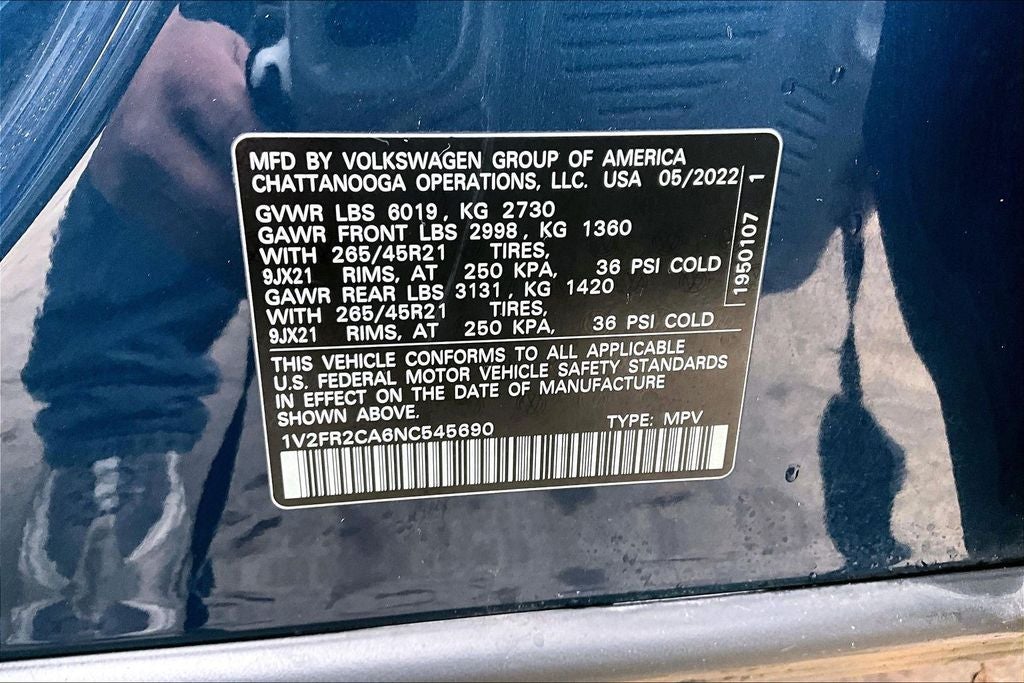 MFD BY VOLKSWAGEN GROUP OF AMERICA
CHATTANOOGA OPERATIONS, LLC. USA 05/2022
GVWR LBS 6019, KG 2730
GAWR FRONT LBS 2998, KG 1360
WITH 265/45R21 TIRES,
9JX21 RIMS, AT 250 KPA, 36 PSI COLD
GAWR REAR LBS 3131, KG 1420
WITH 265/45R21 TIRES,
9JX21 RIMS, AT 250 KPA, 36 PSI COLD
1950107 1
THIS VEHICLE CONFORMS TO ALL APPLICABLE
U.S. FEDERAL MOTOR VEHICLE SAFETY STANDARDS
IN EFFECT ON THE DATE OF MANUFACTURE
SHOWN ABOVE.
1V2FR2CA6NC545690 TYPE: MPV